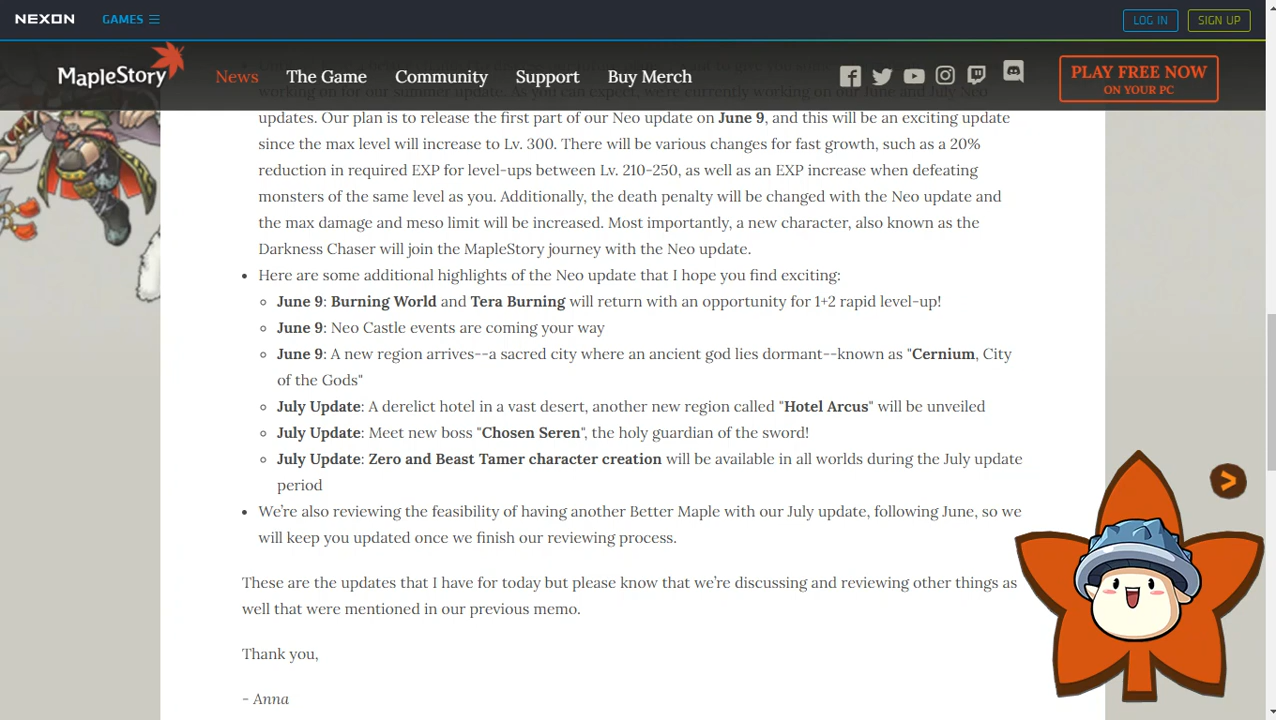 NEXON GAMES LOG IN SIGN UP
MapleStory News The Game Community Support Buy Merch PLAY FREE NOW
ON YOUR PC
updates. Our plan is to release the first part of our Neo update on June 9, and this will be an exciting update
since the max level will increase to Lv. 300. There will be various changes for fast growth, such as a 20%
reduction in required EXP for level-ups between Lv. 210-250, as well as an EXP increase when defeating
monsters of the same level as you. Additionally, the death penalty will be changed with the Neo update and
the max damage and meso limit will be increased. Most importantly, a new character, also known as the
Darkness Chaser will join the MapleStory journey with the Neo update.
• Here are some additional highlights of the Neo update that I hope you find exciting:
◦ June 9: Burning World and Tera Burning will return with an opportunity for 1+2 rapid level-up!
◦ June 9: Neo Castle events are coming your way
◦ June 9: A new region arrives--a sacred city where an ancient god lies dormant--known as "Cernium, City
of the Gods"
◦ July Update: A derelict hotel in a vast desert, another new region called "Hotel Arcus" will be unveiled
◦ July Update: Meet new boss "Chosen Seren", the holy guardian of the sword!
◦ July Update: Zero and Beast Tamer character creation will be available in all worlds during the July update
period
• We're also reviewing the feasibility of having another Better Maple with our July update, following June, so we
will keep you updated once we finish our reviewing process.
These are the updates that I have for today but please know that we're discussing and reviewing other things as
well that were mentioned in our previous memo.
Thank you,
- Anna